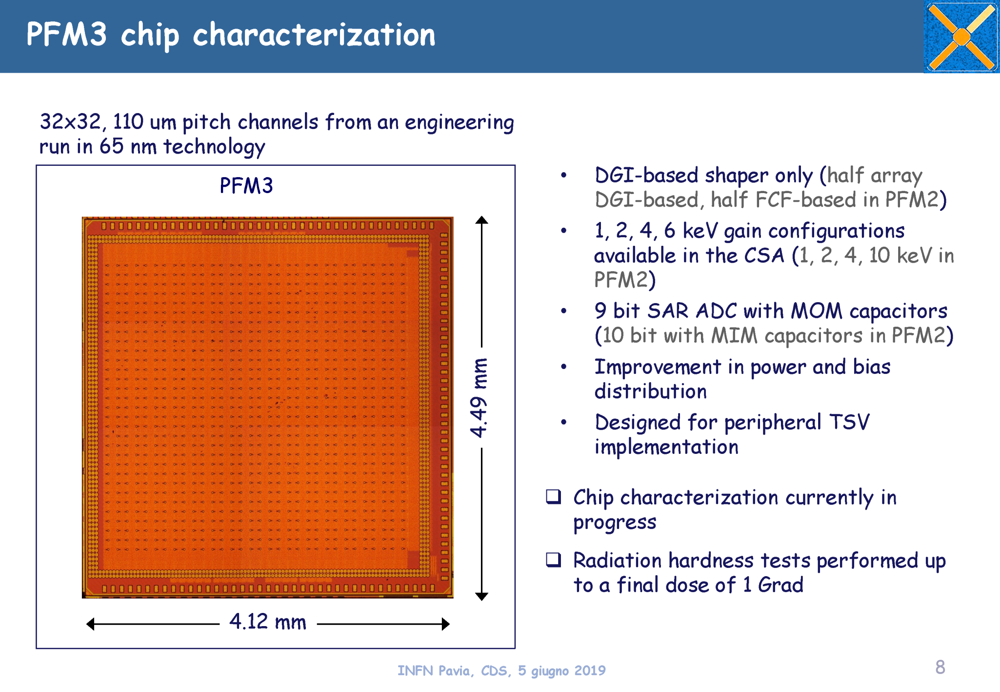 PFM3 chip characterization
32x32, 110 um pitch channels from an engineering
run in 65 nm technology
PFM3
4.49 mm
4.12 mm
• DGI-based shaper only (half array
DGI-based, half FCF-based in PFM2)
• 1, 2, 4, 6 keV gain configurations
available in the CSA (1, 2, 4, 10 keV in
PFM2)
• 9 bit SAR ADC with MOM capacitors
(10 bit with MIM capacitors in PFM2)
• Improvement in power and bias
distribution
• Designed for peripheral TSV
implementation
❑ Chip characterization currently in
progress
❑ Radiation hardness tests performed up
to a final dose of 1 Grad
INFN Pavia, CDS, 5 giugno 2019
8